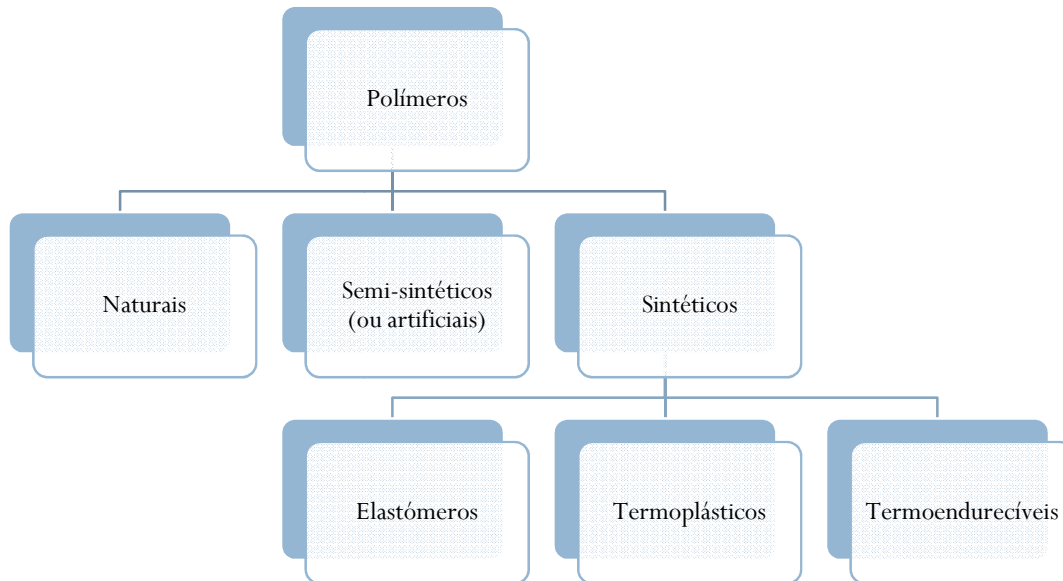 Polímeros
Naturais
Semi-sintéticos
(ou artificiais)
Sintéticos
Elastómeros
Termoplásticos
Termoendurecíveis